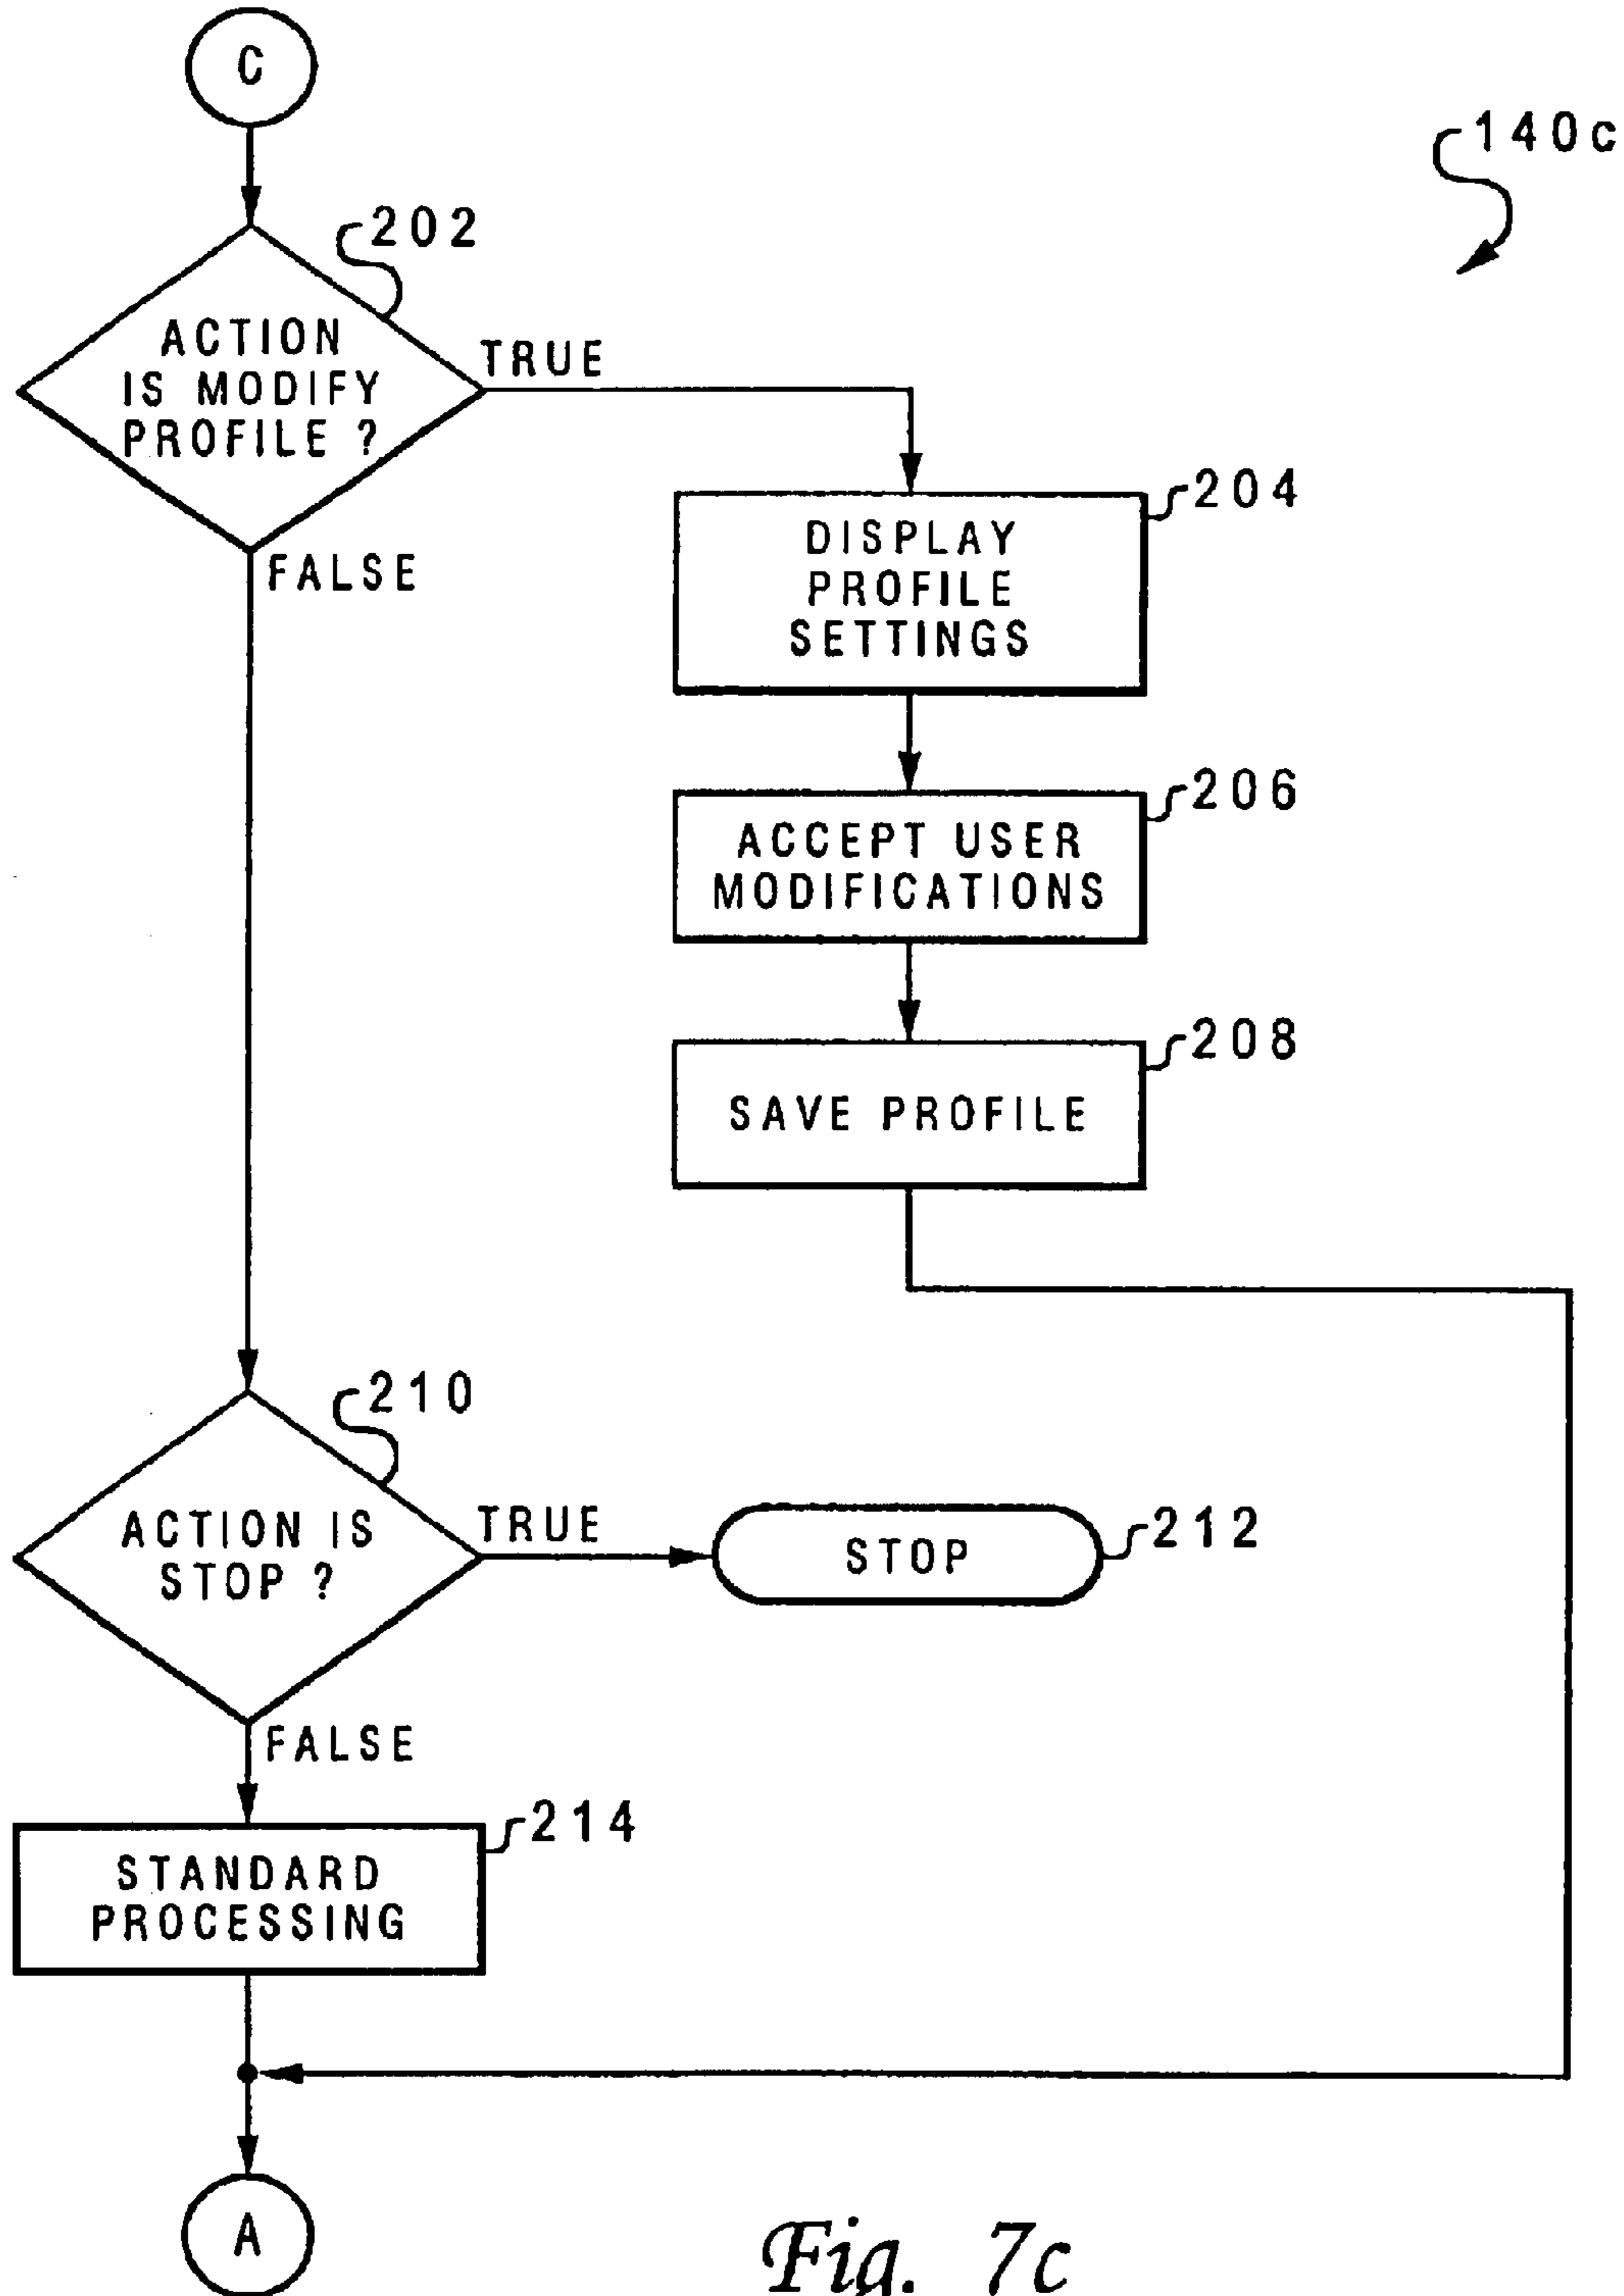 C
140c
202
ACTION
IS MODIFY
PROFILE ?
TRUE
FALSE
204
DISPLAY
PROFILE
SETTINGS
206
ACCEPT USER
MODIFICATIONS
208
SAVE PROFILE
210
ACTION IS
STOP ?
TRUE
STOP
212
FALSE
214
STANDARD
PROCESSING
A
Fig. 7c